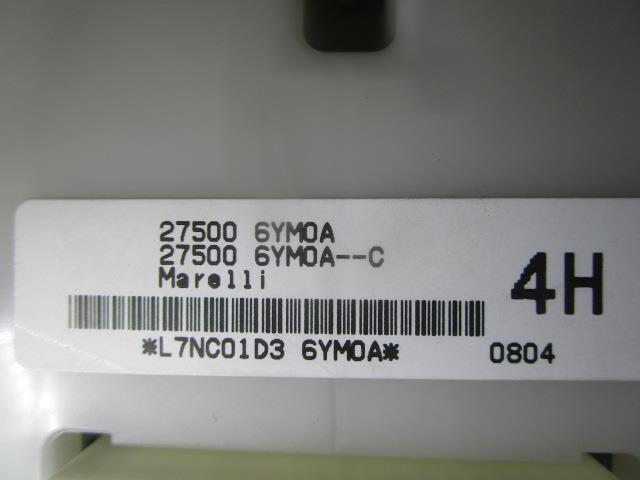 27500 6YM0A
27500 6YM0A--C
Marelli
4H
*L7NC01D3 6YM0A*
0804